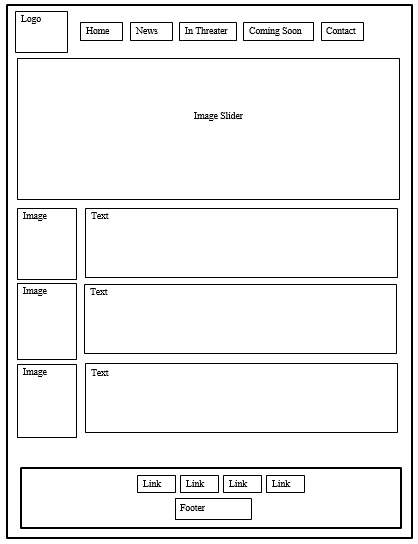 Logo
Home News In Threater Coming Soon Contact
Image Slider
Image Text
Image Text
Image Text
Link Link Link Link
Footer